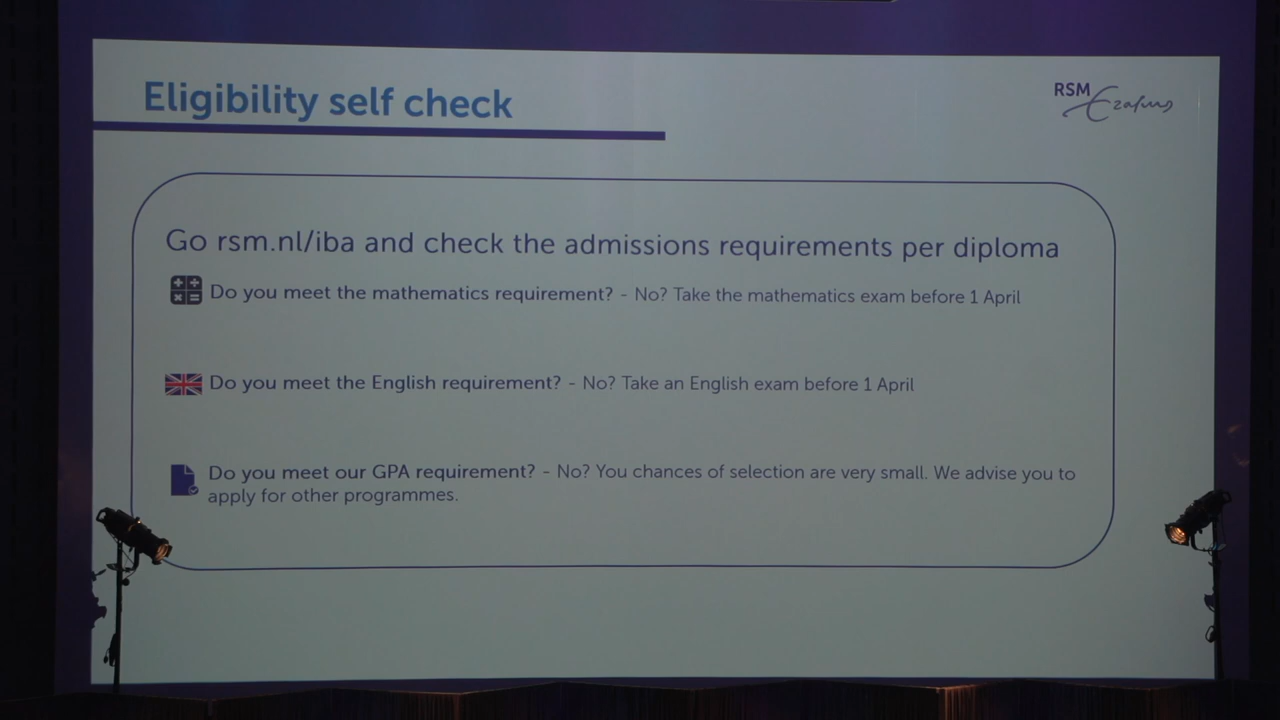 Eligibility self check
RSM
Erasmus
Go rsm.nl/iba and check the admissions requirements per diploma
Do you meet the mathematics requirement? - No? Take the mathematics exam before 1 April
Do you meet the English requirement? - No? Take an English exam before 1 April
Do you meet our GPA requirement? - No? You chances of selection are very small. We advise you to
apply for other programmes.